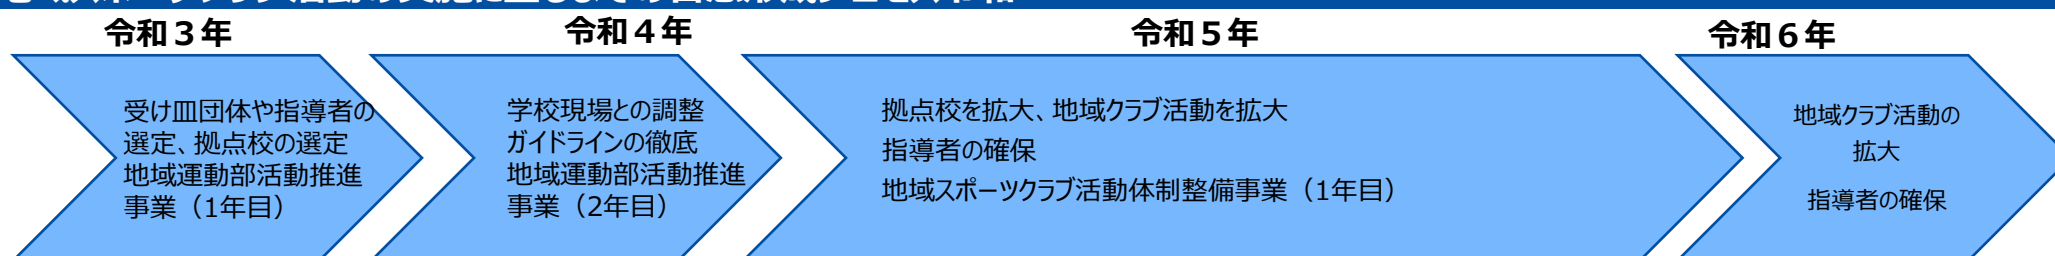 令和３年
令和４年
令和５年
令和６年
受け皿団体や指導者の
選定、拠点校の選定
地域運動部活動推進
事業（1年目）
学校現場との調整
ガイドラインの徹底
地域運動部活動推進
事業（2年目）
拠点校を拡大、地域クラブ活動を拡大
指導者の確保
地域スポーツクラブ活動体制整備事業（1年目）
地域クラブ活動の
拡大
指導者の確保